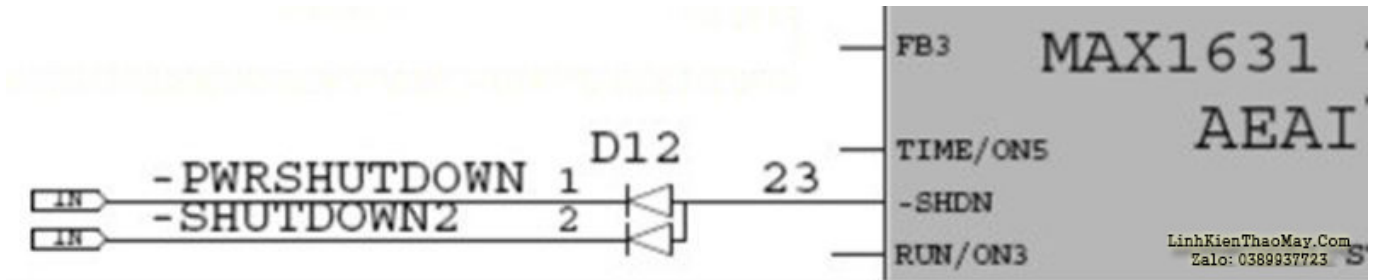 FB3
MAX1631
AEAI
D12
TIME/ON5
-PWRSHUTDOWN 1
23
IN
-SHDN
-SHUTDOWN2 2
IN
RUN/ON3
LinhKienThaoMay.Com
Zalo: 0389937723